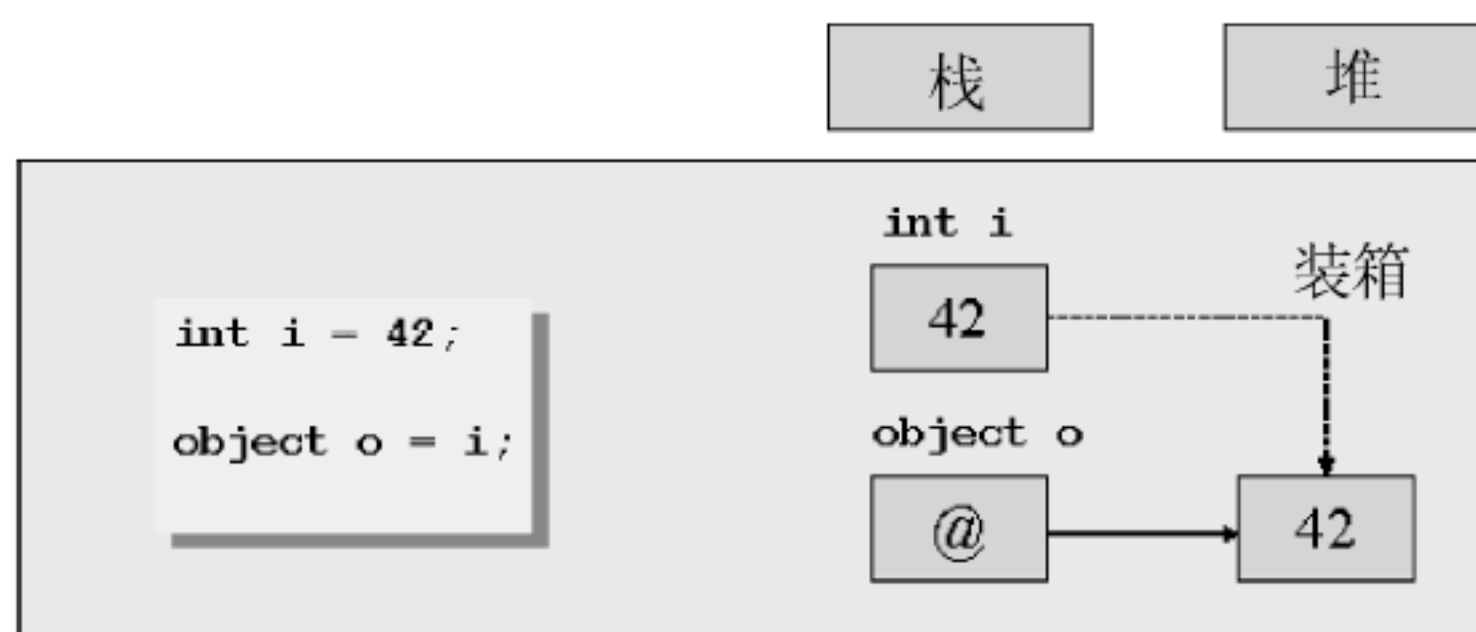 栈
堆
int i
装箱
int i = 42;
42
object o = i;
object o
@
42